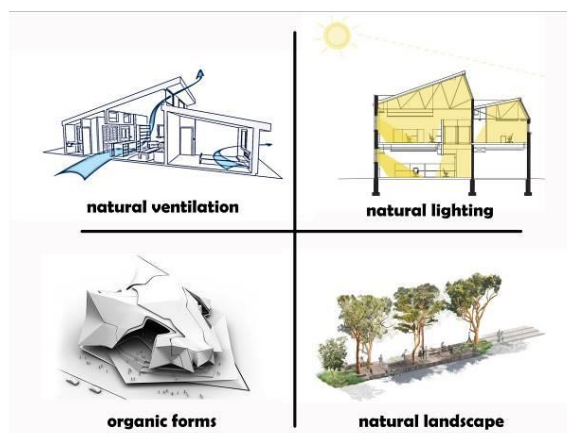 natural ventilation
natural lighting
organic forms
natural landscape